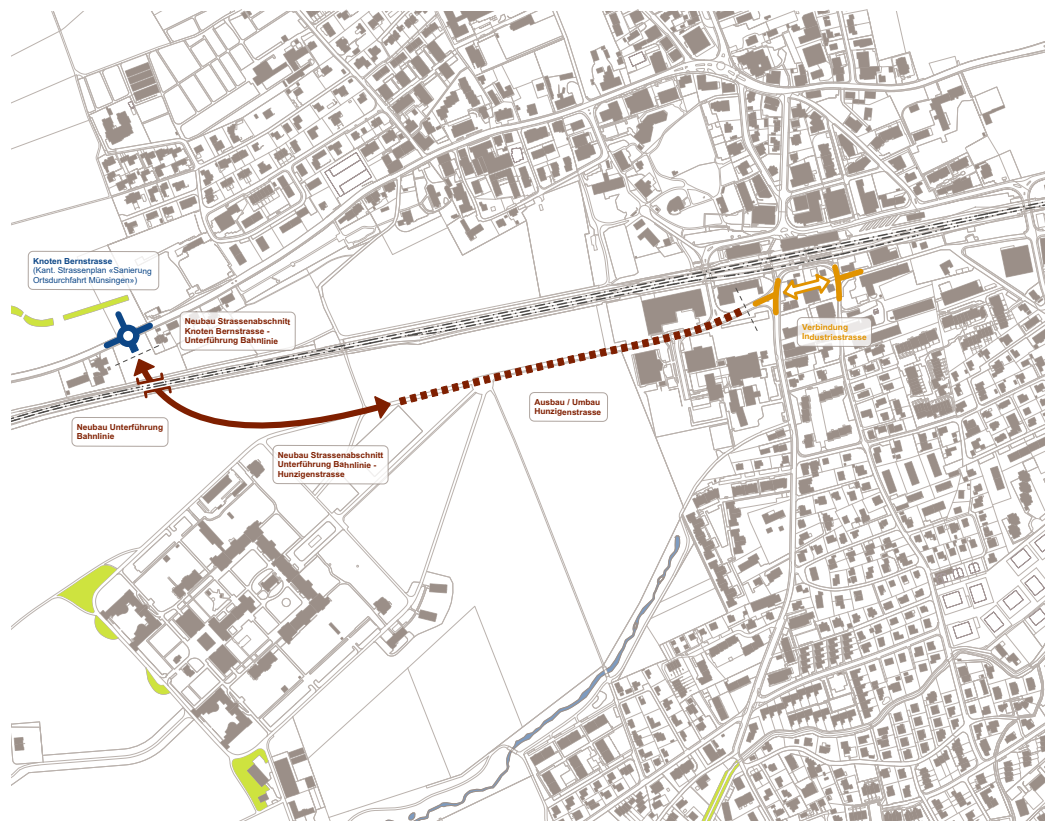 Knoten Bernstrasse
(Kant. Strassenplan «Sanierung
Ortsdurchfahrt Münsingen»)
Neubau Strassenabschnitt
Knoten Bernstrasse -
Unterführung Bahnlinie
Verbindung
Industriestrasse
Ausbau / Umbau
Hunzigenstrasse
Neubau Unterführung
Bahnlinie
Neubau Strassenabschnitt
Unterführung Bahnlinie -
Hunzigenstrasse